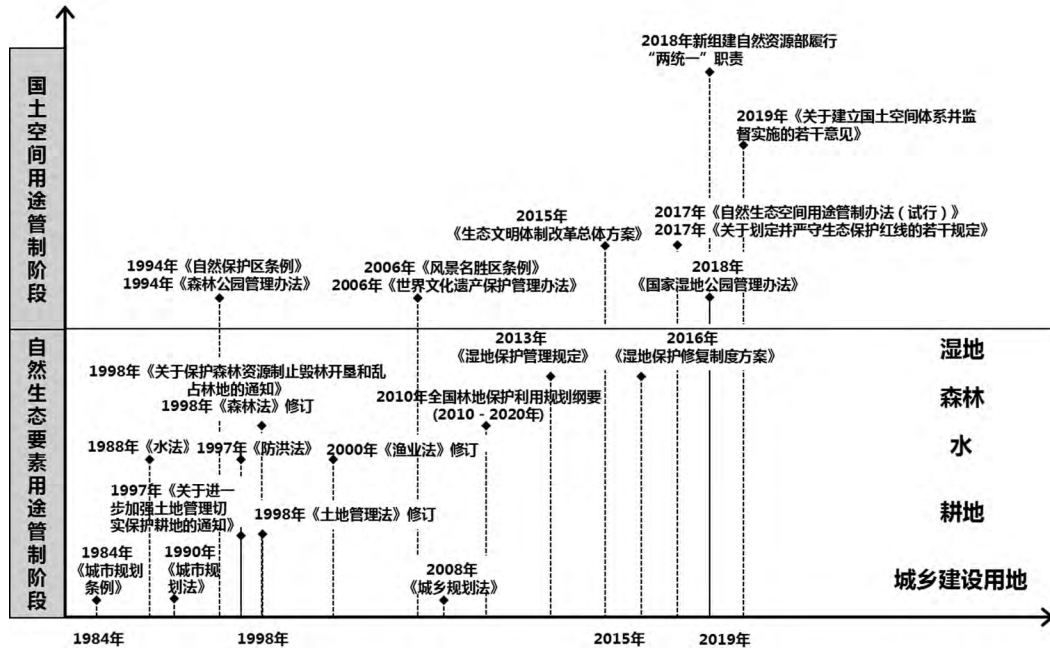 国土空间用途管制阶段
2018年新组建自然资源部履行
“两统一”职责
2019年《关于建立国土空间体系并监
督实施的若干意见》
2015年
《生态文明体制改革总体方案》
2017年《自然生态空间用途管制办法（试行）》
2017年《关于划定并严守生态保护红线的若干规定》
1994年《自然保护区条例》
1994年《森林公园管理办法》
2006年《风景名胜区条例》
2006年《世界文化遗产保护管理办法》
2018年
《国家湿地公园管理办法》
自然生态要素用途管制阶段
2013年
《湿地保护管理规定》
2016年
《湿地保护修复制度方案》
湿地
1998年《关于保护森林资源制止毁林开垦和乱
占林地的通知》
1998年《森林法》修订
2010年全国林地保护利用规划纲要
(2010－2020年)
森林
1988年《水法》
1997年《防洪法》
2000年《渔业法》修订
水
1997年《关于进一
步加强土地管理切
实保护耕地的通知》
1998年《土地管理法》修订
耕地
1984年
《城市规划
条例》
1990年
《城市规
划法》
2008年
《城乡规划法》
城乡建设用地
1984年
1998年
2015年
2019年